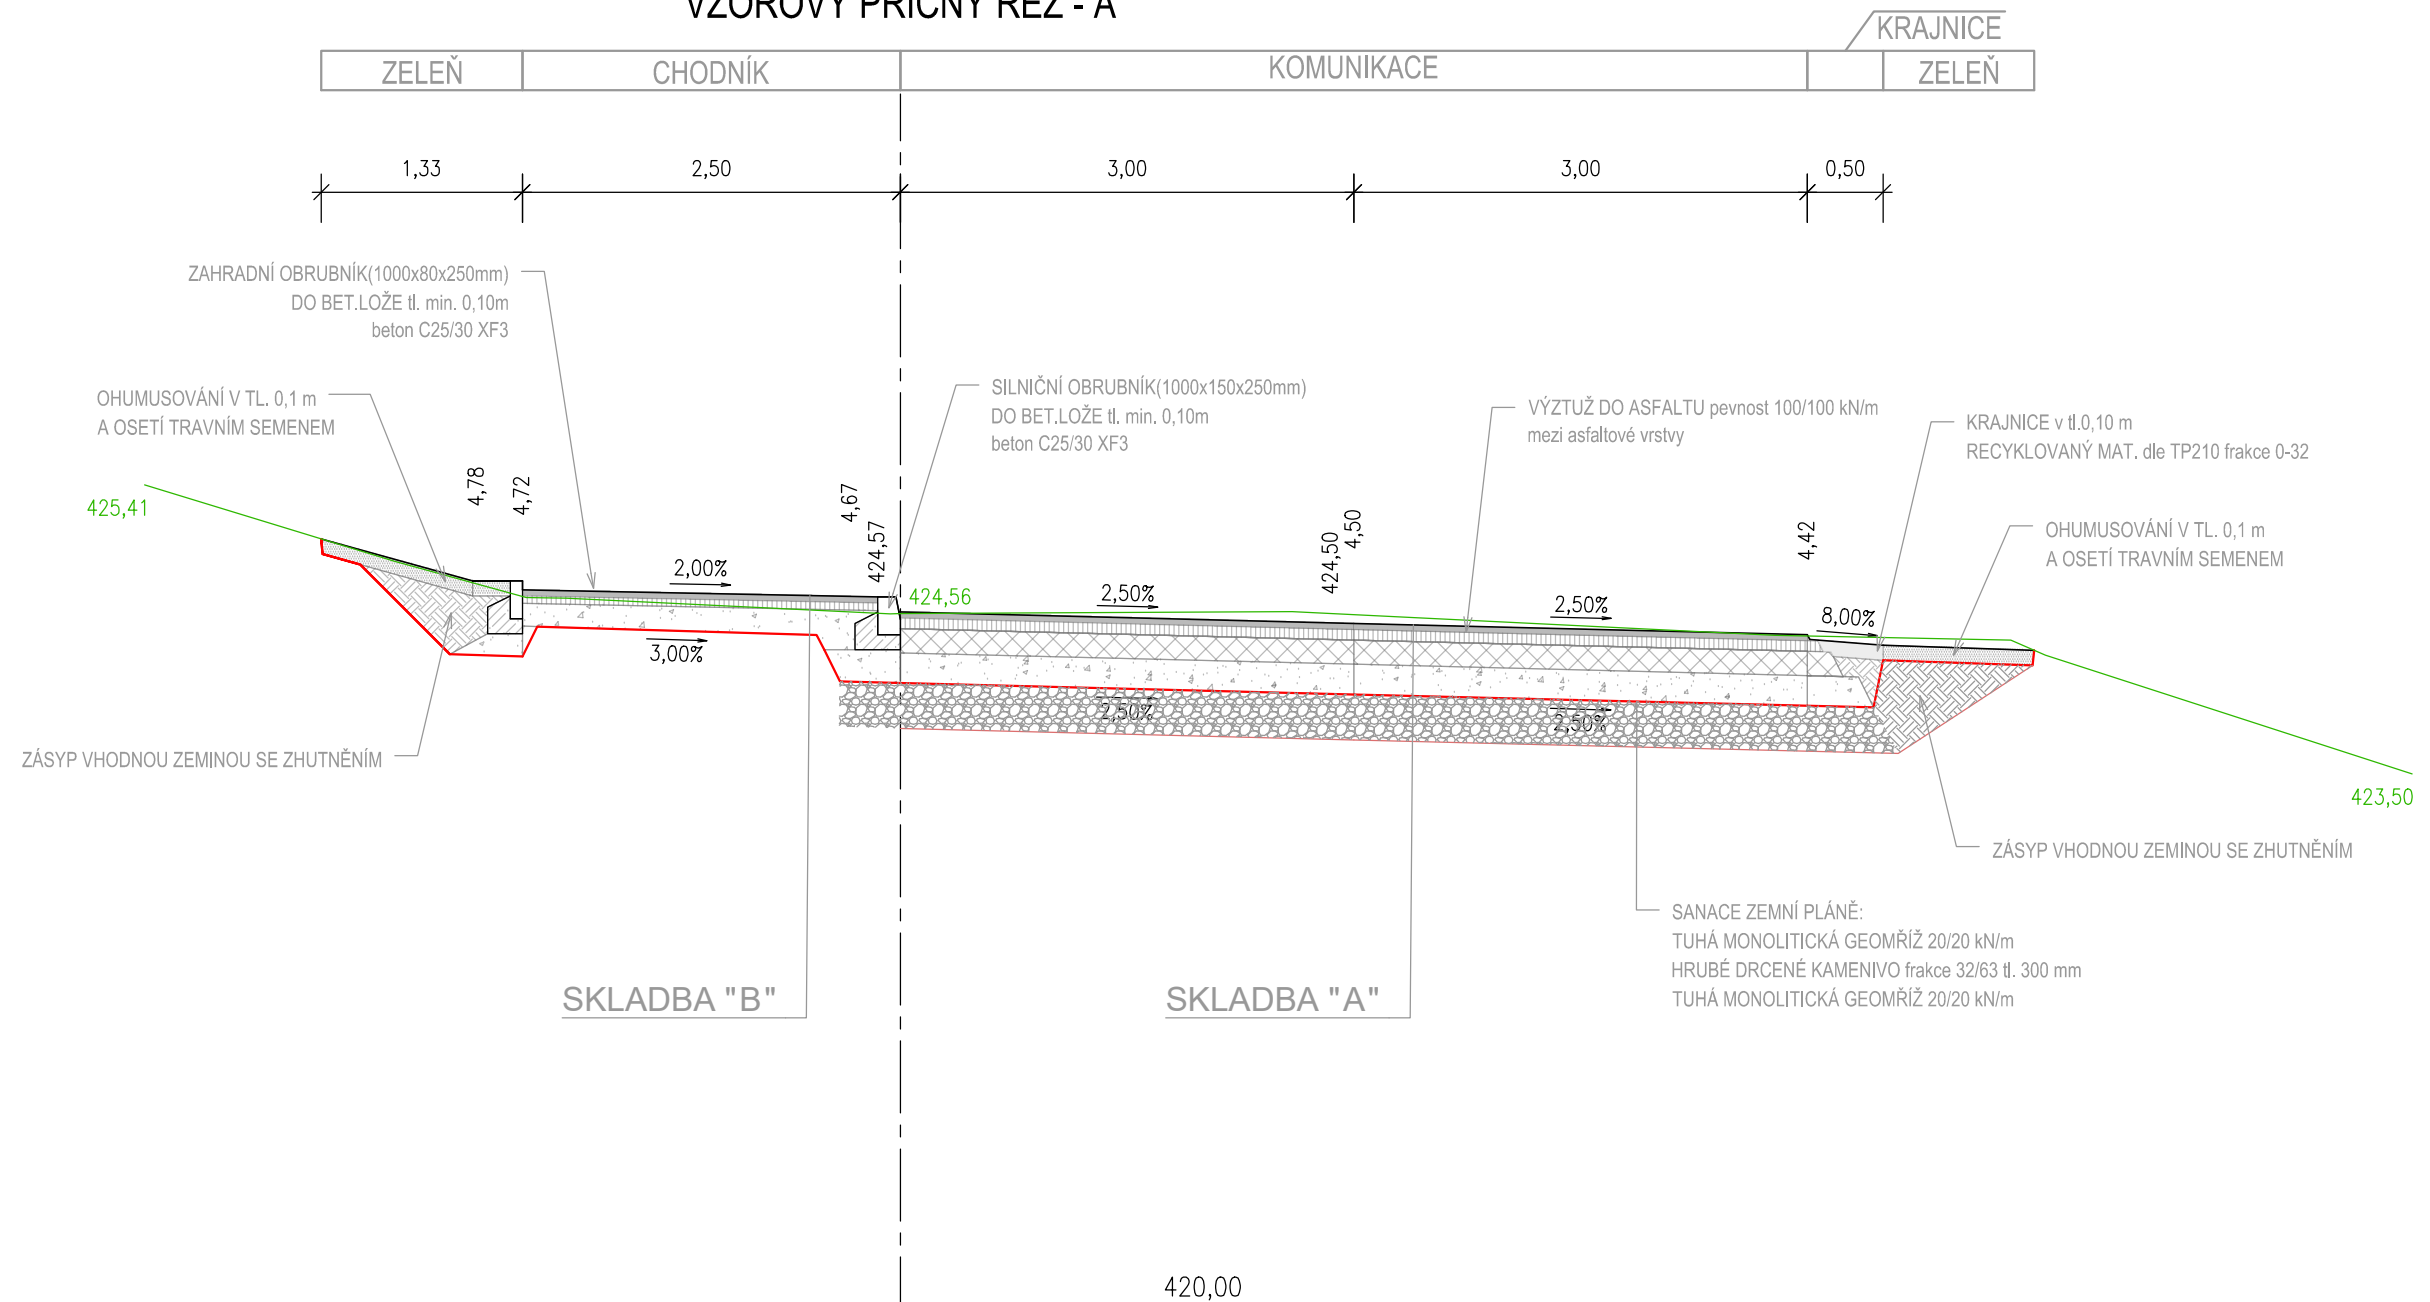 VZOROVÝ PŘÍČNÝ ŘEZ - A
KRAJNICE
ZELEŇ
CHODNÍK
KOMUNIKACE
ZELEŇ
1,33
2,50
3,00
3,00
0,50
ZAHRADNÍ OBRUBNÍK(1000x80x250mm)
DO BET.LOŽE tl. min. 0,10m
beton C25/30 XF3
OHUMUSOVÁNÍ V TL. 0,1 m
A OSETÍ TRAVNÍM SEMENEM
SILNIČNÍ OBRUBNÍK(1000x150x250mm)
DO BET.LOŽE tl. min. 0,10m
beton C25/30 XF3
VÝZTUŽ DO ASFALTU pevnost 100/100 kN/m
mezi asfaltové vrstvy
KRAJNICE v tl.0,10 m
RECYKLOVANÝ MAT. dle TP210 frakce 0-32
OHUMUSOVÁNÍ V TL. 0,1 m
A OSETÍ TRAVNÍM SEMENEM
425,41
4,78
4,72
4,67
424,57
424,50
4,50
4,42
2,00%
424,56
2,50%
2,50%
8,00%
3,00%
2,50%
2,50%
ZÁSYP VHODNOU ZEMINOU SE ZHUTNĚNÍM
423,50
ZÁSYP VHODNOU ZEMINOU SE ZHUTNĚNÍM
SANACE ZEMNÍ PLÁNĚ:
TUHÁ MONOLITICKÁ GEOMŘÍŽ 20/20 kN/m
HRUBÉ DRCENÉ KAMENIVO frakce 32/63 tl. 300 mm
TUHÁ MONOLITICKÁ GEOMŘÍŽ 20/20 kN/m
SKLADBA "B"
SKLADBA "A"
420,00